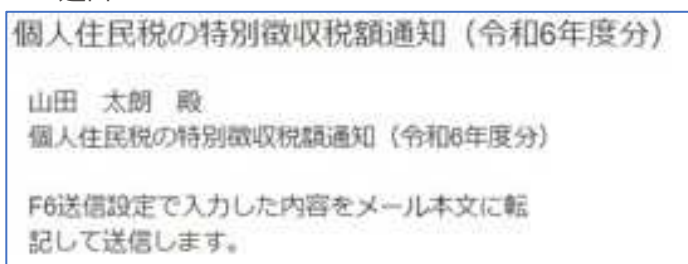 個人住民税の特別徴収税額通知（令和6年度分）
山田　太朗　殿
個人住民税の特別徴収税額通知（令和6年度分）
F6送信設定で入力した内容をメール本文に転
記して送信します。